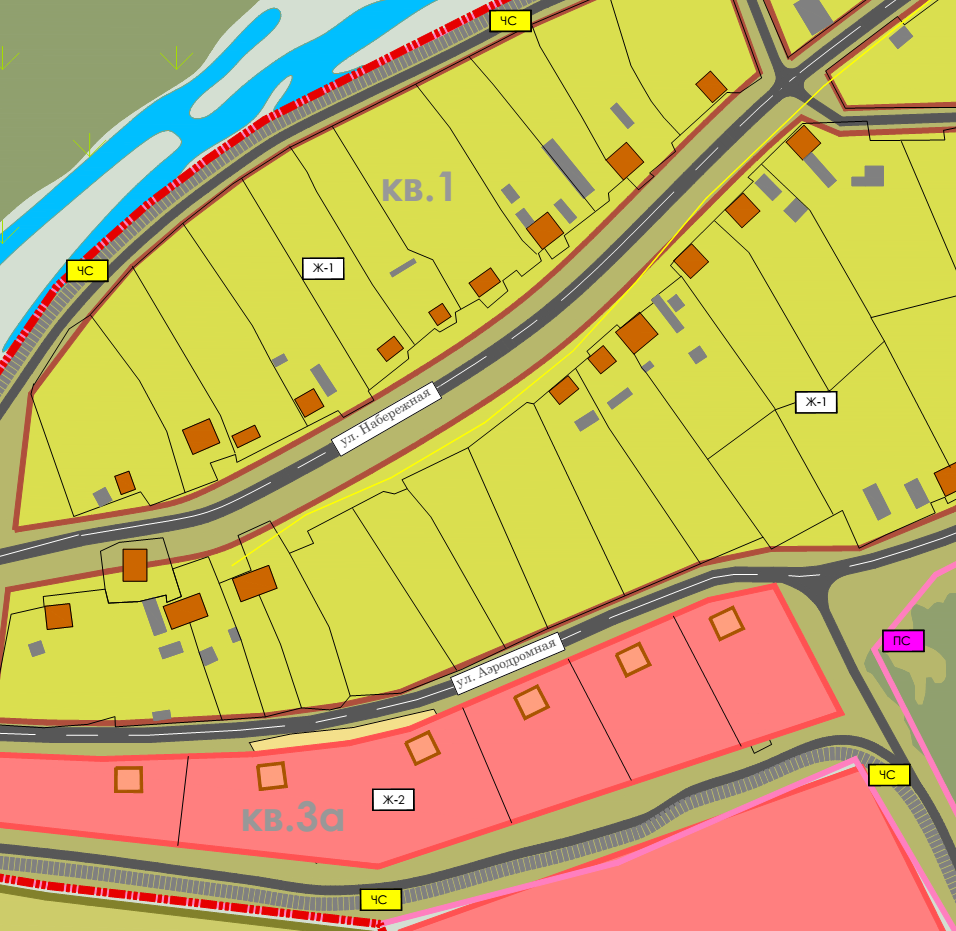 ЧС
кв.1
ЧС
Ж-1
ул. Набережная
Ж-1
ПС
ул. Аэродромная
ЧС
Ж-2
кв.3а
ЧС